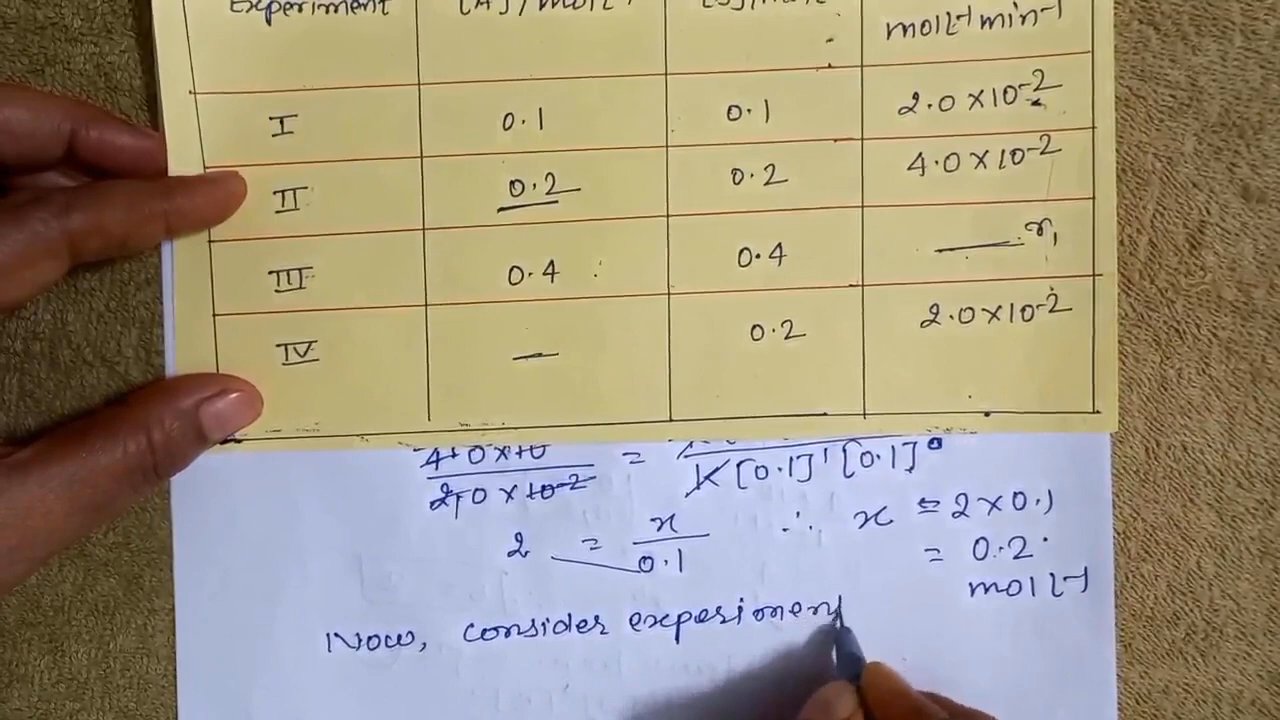 Experiment [A]/mol L-1
mol L-1 min-1
I 0.1 0.1 2.0 × 10-2
II 0.2 0.2 4.0 × 10-2
III 0.4 0.4 r1
IV — 0.2 2.0 × 10-2
4.0 × 10
2.0 × 10-2 = K [0.1]1 [0.1]0
2 = x / 0.1 ∴ x = 2 × 0.1
= 0.2
mol L-1
Now, consider experiment